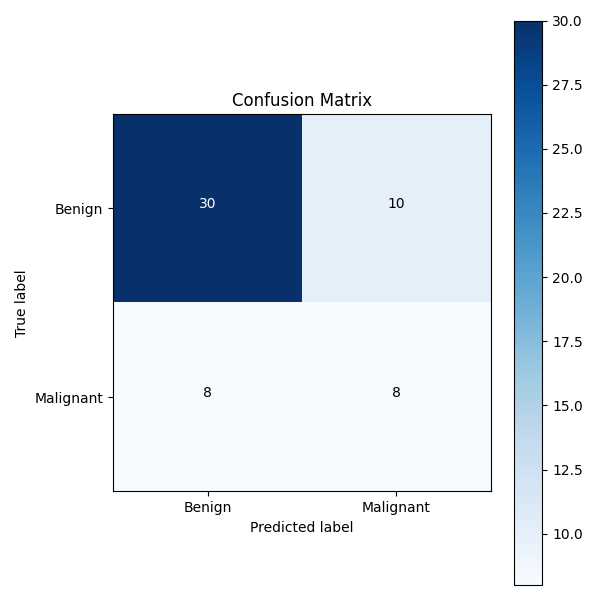 Confusion Matrix
30.0
27.5
25.0
22.5
20.0
17.5
15.0
12.5
10.0
True label
Benign
30 10
Malignant
8 8
Benign Malignant
Predicted label